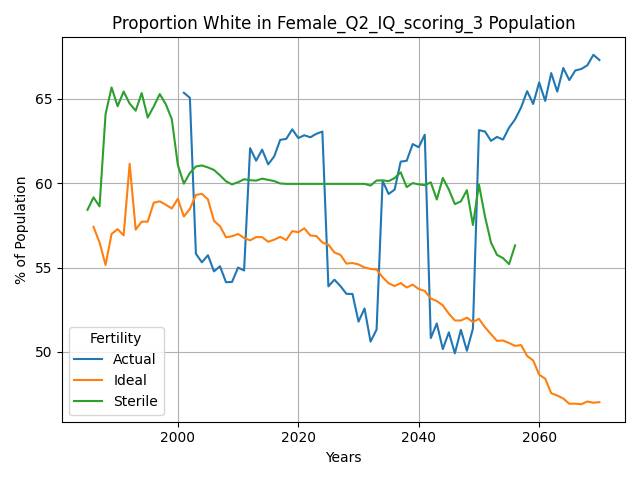 Proportion White in Female_Q2_IQ_scoring_3 Population
% of Population
65
60
55
50
Fertility
Actual
Ideal
Sterile
2000
2020
2040
2060
Years